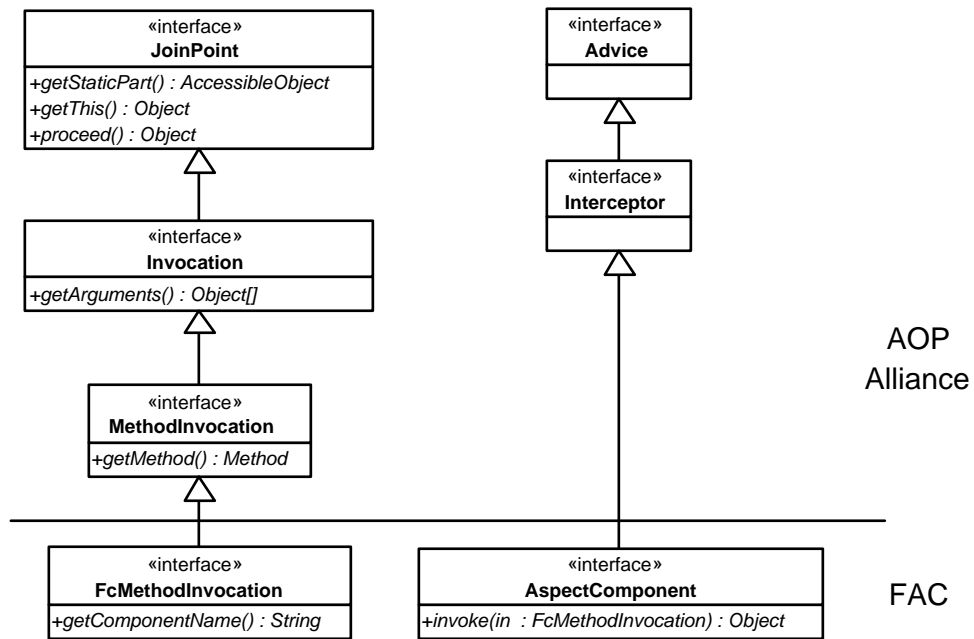 «interface»
JoinPoint
+getStaticPart() : AccessibleObject
+getThis() : Object
+proceed() : Object
«interface»
Invocation
+getArguments() : Object[]
«interface»
MethodInvocation
+getMethod() : Method
«interface»
FcMethodInvocation
+getComponentName() : String
«interface»
Advice
«interface»
Interceptor
«interface»
AspectComponent
+invoke(in : FcMethodInvocation) : Object
AOP
Alliance
FAC